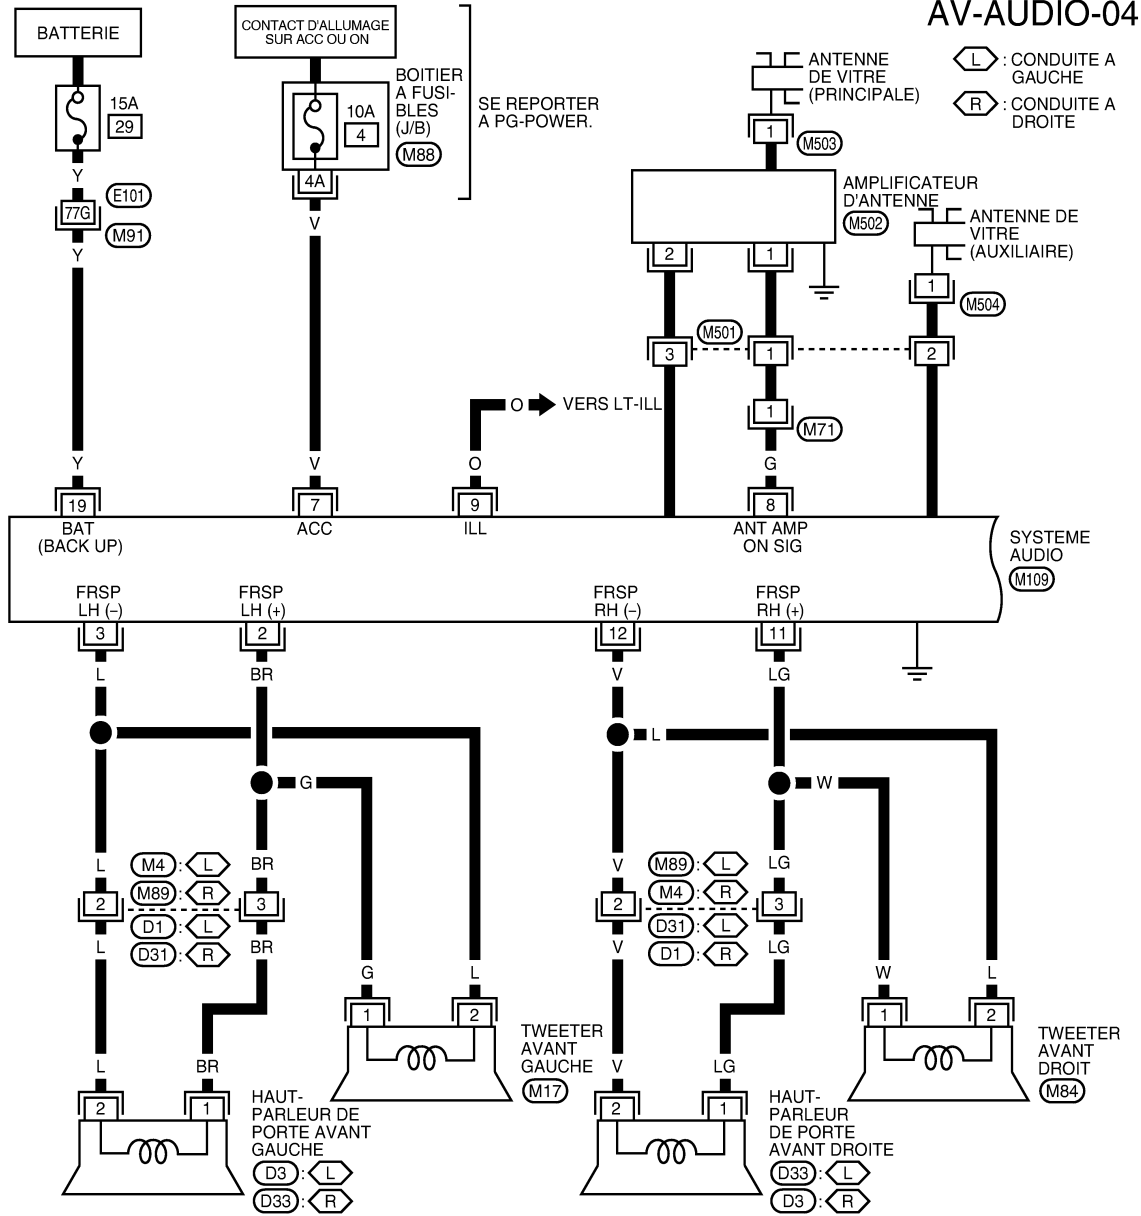 AV-AUDIO-04
BATTERIE
CONTACT D'ALLUMAGE
SUR ACC OU ON
L : CONDUITE A
GAUCHE
R : CONDUITE A
DROITE
15A
29
10A
4
BOITIER
A FUSI-
BLES
(J/B)
M88
SE REPORTER
A PG-POWER.
ANTENNE
DE VITRE
(PRINCIPALE)
1
M503
Y
E101
77G
M91
Y
4A
V
AMPLIFICATEUR
D'ANTENNE
M502
ANTENNE DE
VITRE
(AUXILIAIRE)
2
1
1
M504
M501
3
1
2
O
VERS LT-ILL
1
M71
Y
V
O
G
19
7
9
8
BAT
(BACK UP)
ACC
ILL
ANT AMP
ON SIG
SYSTEME
AUDIO
M109
FRSP
LH (–)
FRSP
LH (+)
FRSP
RH (–)
FRSP
RH (+)
3
2
12
11
L
BR
V
LG
L
G
W
L
M4 : L
M89 : R
D1 : L
D31 : R
BR
V
M89 : L
M4 : R
D31 : L
D1 : R
LG
2
3
2
3
L
BR
V
LG
G
L
W
L
1
2
1
2
TWEETER
AVANT
GAUCHE
M17
TWEETER
AVANT
DROIT
M84
L
BR
V
LG
2
1
2
1
HAUT-
PARLEUR DE
PORTE AVANT
GAUCHE
D3 : L
D33 : R
HAUT-
PARLEUR
DE PORTE
AVANT DROITE
D33 : L
D3 : R